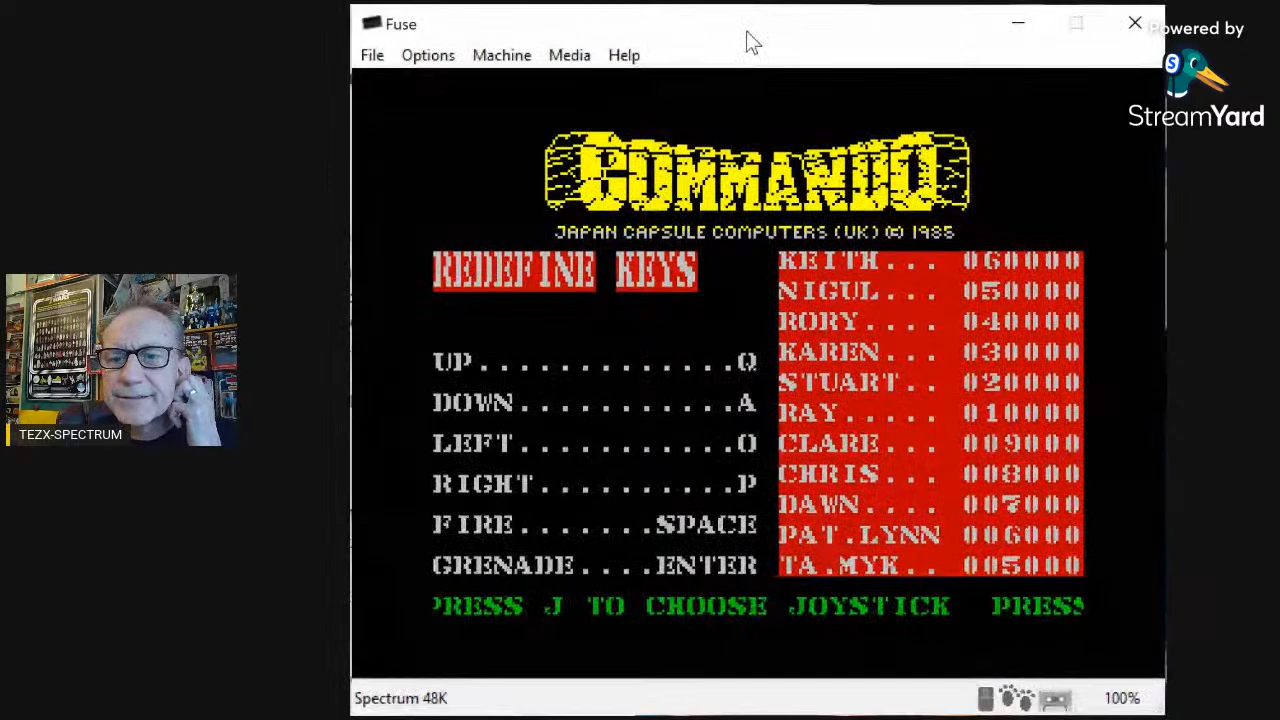 Fuse
File Options Machine Media Help
Powered by
StreamYard
COMMANDO
JAPAN CAPSULE COMPUTERS (UK) © 1985
REDEFINE KEYS
UP.............Q
DOWN...........A
LEFT...........O
RIGHT..........P
FIRE.......SPACE
GRENADE....ENTER
KEITH... 060000
NIGUL... 050000
RORY.... 040000
KAREN... 030000
STUART.. 020000
RAY..... 010000
CLARE... 009000
CHRIS... 008000
DAWN.... 007000
PAT.LYNN 006000
TA.MYK.. 005000
PRESS J TO CHOOSE JOYSTICK PRESS
Spectrum 48K
100%
TEZX-SPECTRUM